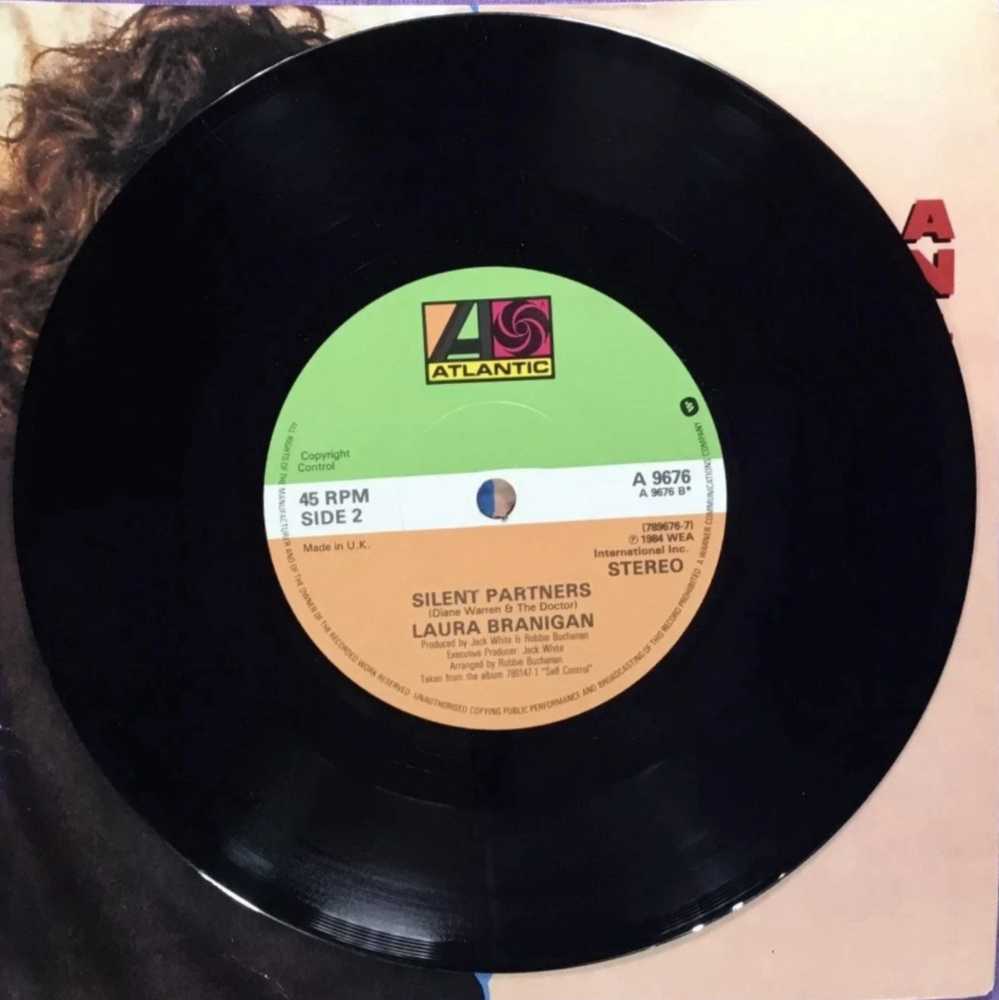 A
N
ATLANTIC
Copyright
Control
45 RPM
SIDE 2
Made in U.K.
A 9676
A 9676 B*
(789676-7)
℗ 1984 WEA
International Inc.
STEREO
SILENT PARTNERS
(Diane Warren & The Doctor)
LAURA BRANIGAN
Produced by Jack White & Robbie Buchanan
Executive Producer: Jack White
Arranged by Robbie Buchanan
Taken from the album 780147-1 "Self Control"
ALL RIGHTS OF THE MANUFACTURER AND OF THE OWNER OF THE RECORDED WORK RESERVED · UNAUTHORISED COPYING PUBLIC PERFORMANCE AND BROADCASTING OF THIS RECORD PROHIBITED · A WARNER COMMUNICATIONS COMPANY